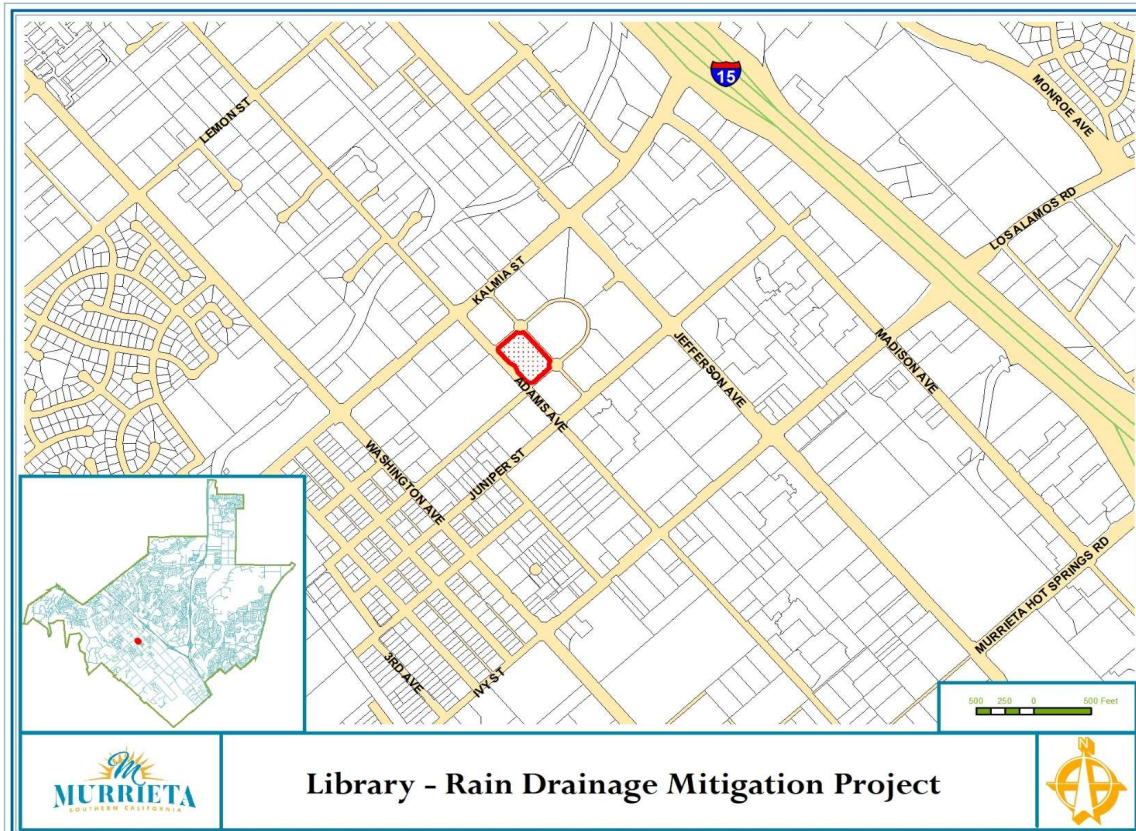 15
MONROE AVE
LEMON ST
LOS ALAMOS RD
KALMIA ST
MADISON AVE
JEFFERSON AVE
ADAMS AVE
WASHINGTON AVE
JUNIPER ST
MURRIETA HOT SPRINGS RD
3RD AVE
IVY ST
500 250 0 500 Feet
M
MURRIETA
SOUTHERN CALIFORNIA
Library - Rain Drainage Mitigation Project
N